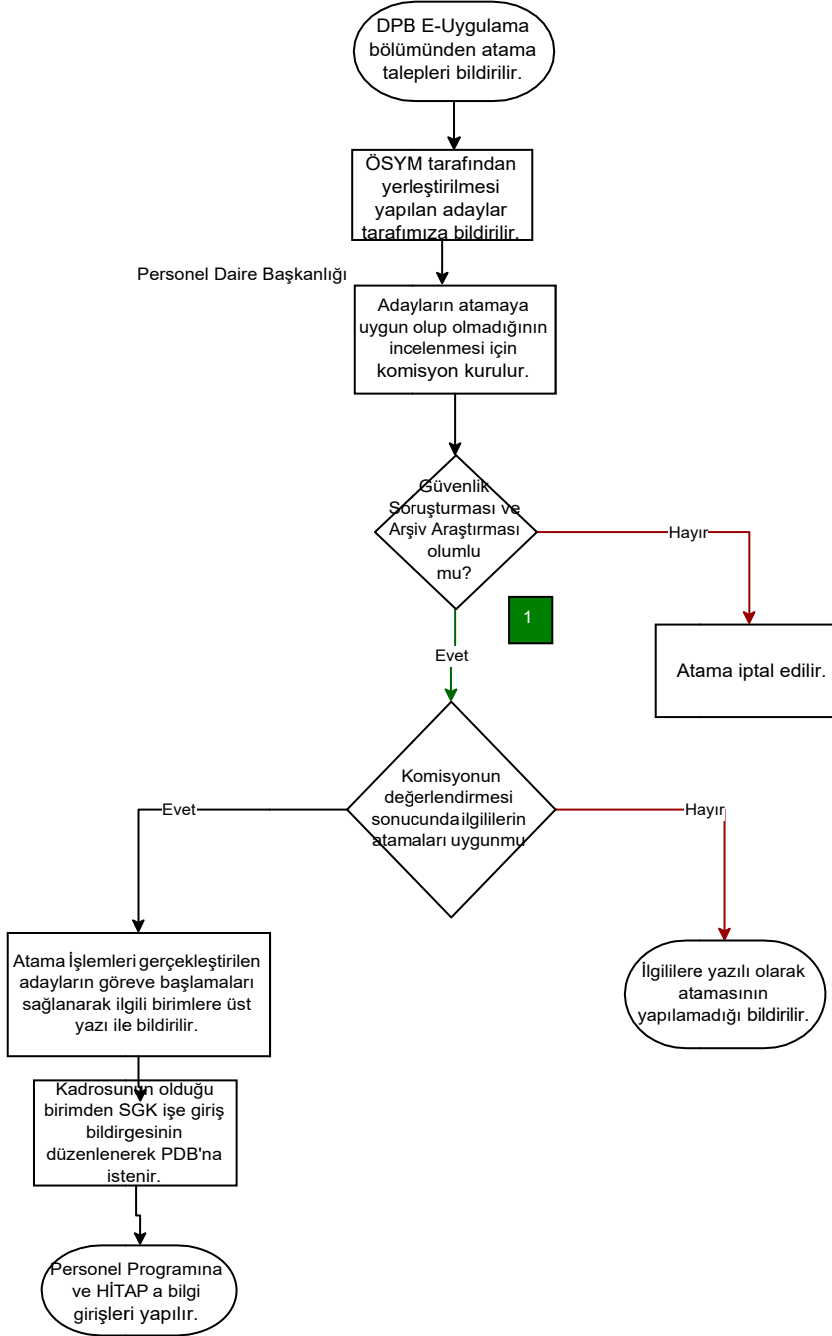 DPB E-Uygulama
bölümünden atama
talepleri bildirilir.
ÖSYM tarafından
yerleştirilmesi
yapılan adaylar
tarafımıza bildirilir.
Personel Daire Başkanlığı
Adayların atamaya
uygun olup olmadığının
incelenmesi için
komisyon kurulur.
Güvenlik
Soruşturması ve
Arşiv Araştırması
olumlu
mu?
Hayır
1
Evet
Atama iptal edilir.
Komisyonun
değerlendirmesi
sonucunda ilgililerin
atamaları uygunmu
Evet
Hayır
Atama İşlemleri gerçekleştirilen
adayların göreve başlamaları
sağlanarak ilgili birimlere üst
yazı ile bildirilir.
İlgililere yazılı olarak
atamasının
yapılamadığı bildirilir.
Kadrosunun olduğu
birimden SGK işe giriş
bildirgesinin
düzenlenerek PDB'na
istenir.
Personel Programına
ve HİTAP a bilgi
girişleri yapılır.